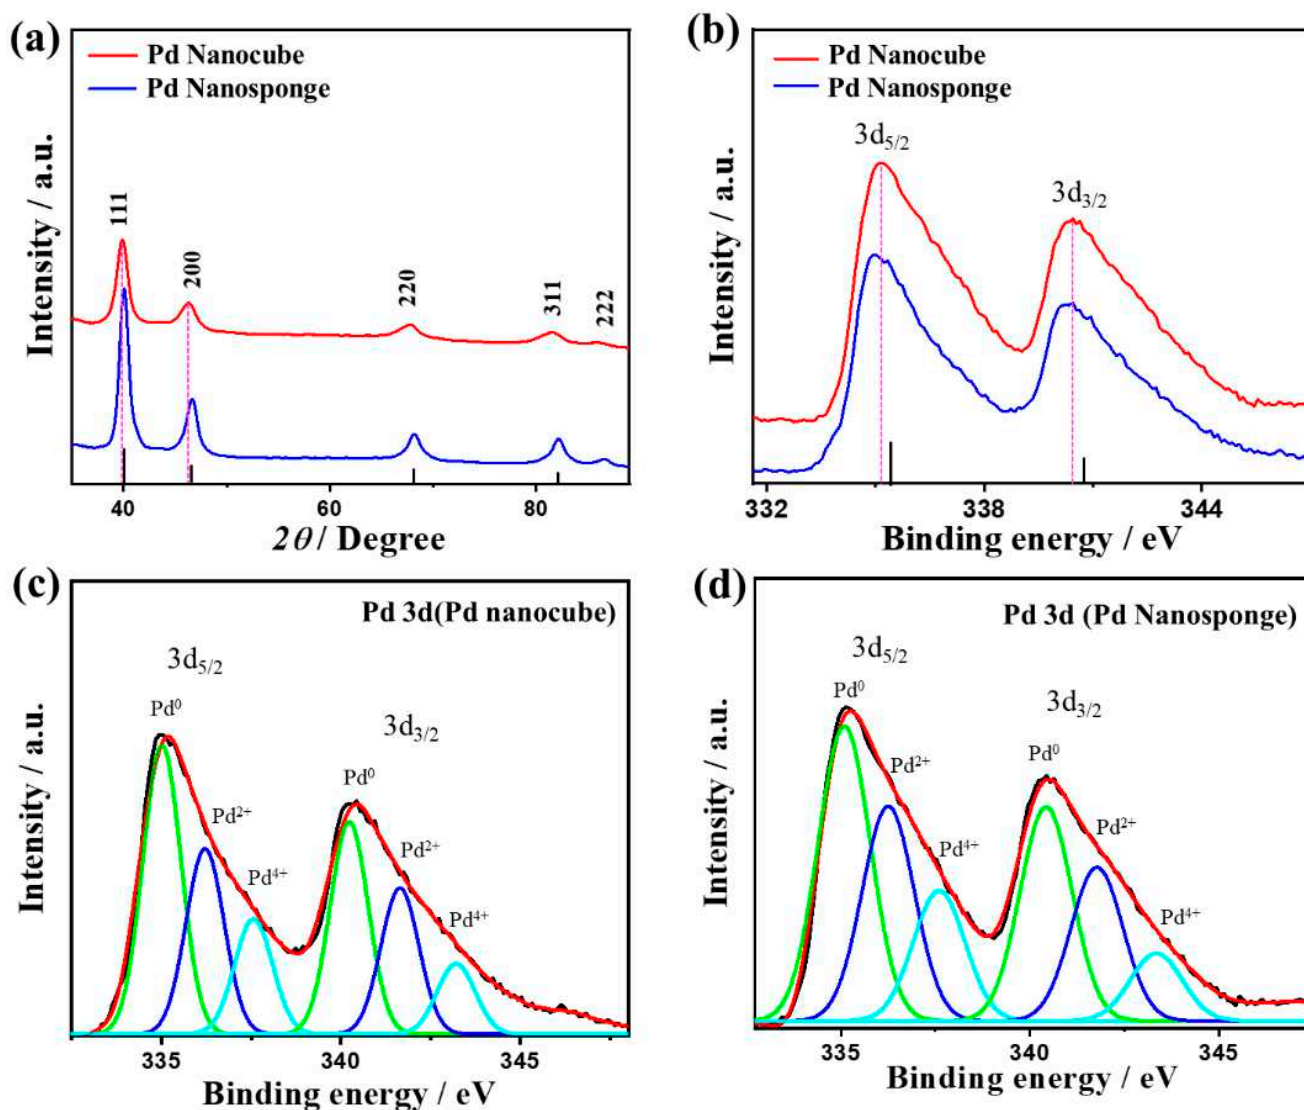 (a)
Pd Nanocube
Pd Nanosponge
111
200
220
311
222
Intensity / a.u.
40
60
80
2θ / Degree
(b)
Pd Nanocube
Pd Nanosponge
3d5/2
3d3/2
Intensity / a.u.
332
338
344
Binding energy / eV
(c)
Pd 3d(Pd nanocube)
3d5/2
Pd⁰
Pd²⁺
Pd⁴⁺
3d3/2
Pd⁰
Pd²⁺
Pd⁴⁺
Intensity / a.u.
335
340
345
Binding energy / eV
(d)
Pd 3d (Pd Nanosponge)
3d5/2
Pd⁰
Pd²⁺
Pd⁴⁺
3d3/2
Pd⁰
Pd²⁺
Pd⁴⁺
Intensity / a.u.
335
340
345
Binding energy / eV